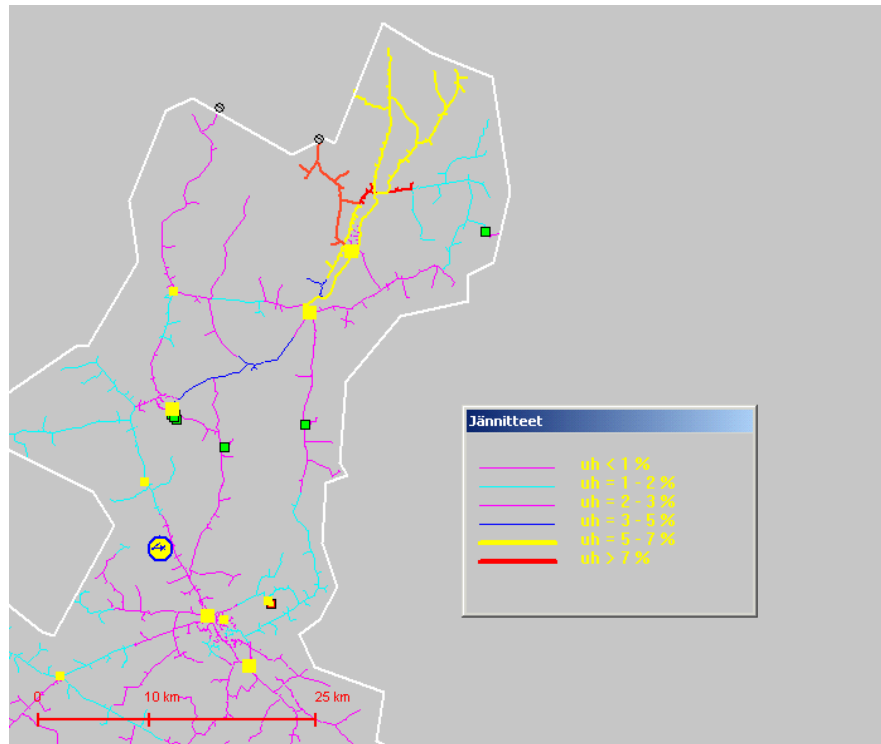 Jännitteet
uh < 1 %
uh = 1 - 2 %
uh = 2 - 3 %
uh = 3 - 5 %
uh = 5 - 7 %
uh > 7 %
0 10 km 25 km